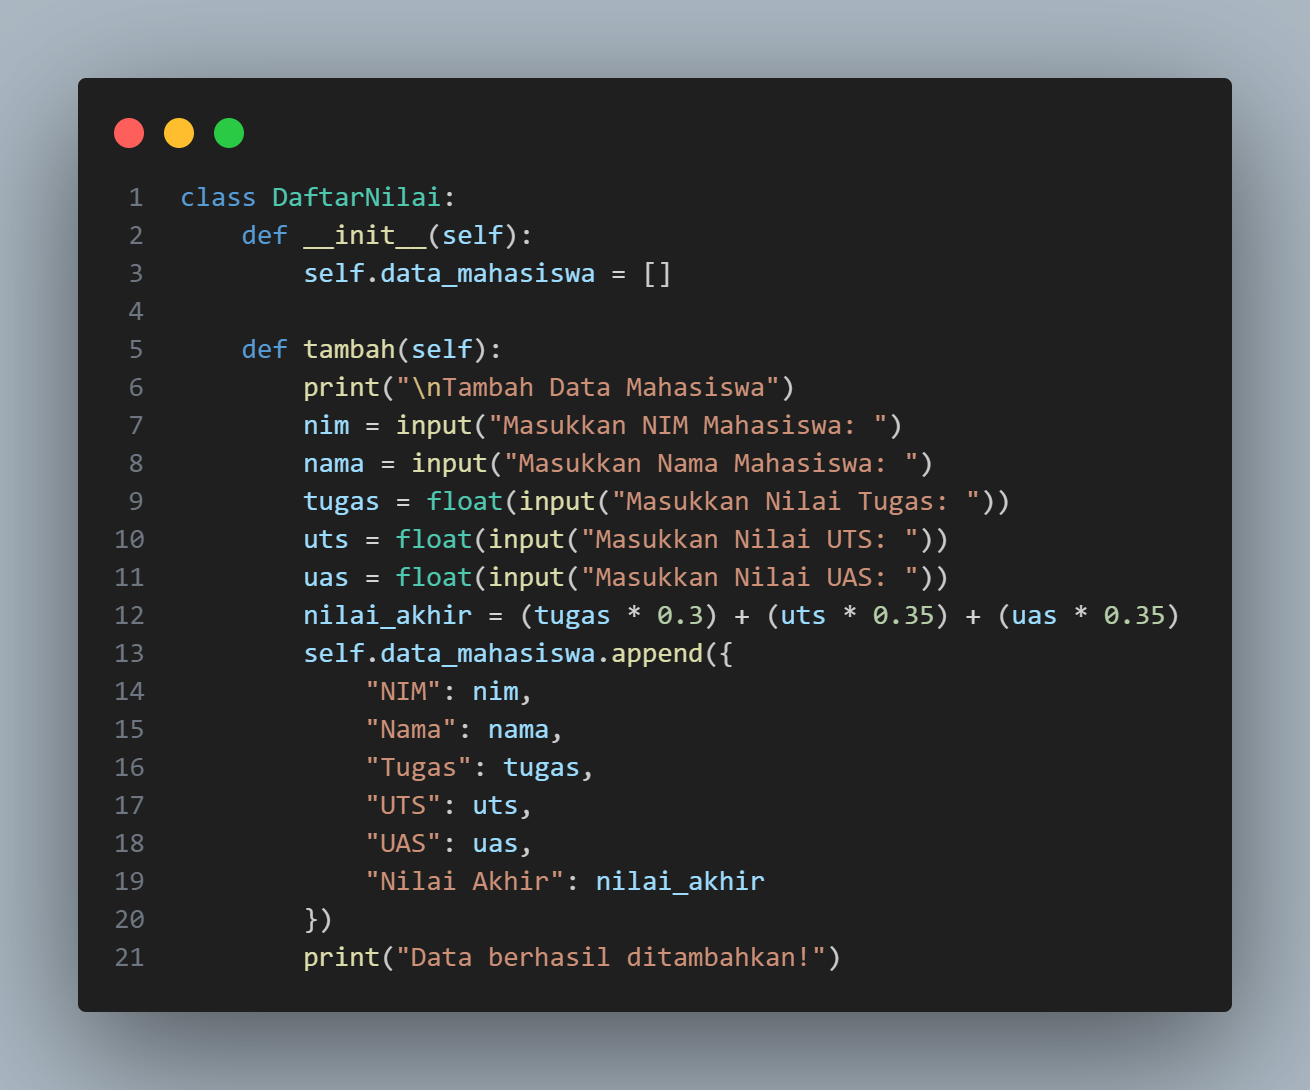 1 class DaftarNilai:
2     def __init__(self):
3         self.data_mahasiswa = []
4
5     def tambah(self):
6         print("\nTambah Data Mahasiswa")
7         nim = input("Masukkan NIM Mahasiswa: ")
8         nama = input("Masukkan Nama Mahasiswa: ")
9         tugas = float(input("Masukkan Nilai Tugas: "))
10         uts = float(input("Masukkan Nilai UTS: "))
11         uas = float(input("Masukkan Nilai UAS: "))
12         nilai_akhir = (tugas * 0.3) + (uts * 0.35) + (uas * 0.35)
13         self.data_mahasiswa.append({
14             "NIM": nim,
15             "Nama": nama,
16             "Tugas": tugas,
17             "UTS": uts,
18             "UAS": uas,
19             "Nilai Akhir": nilai_akhir
20         })
21         print("Data berhasil ditambahkan!")